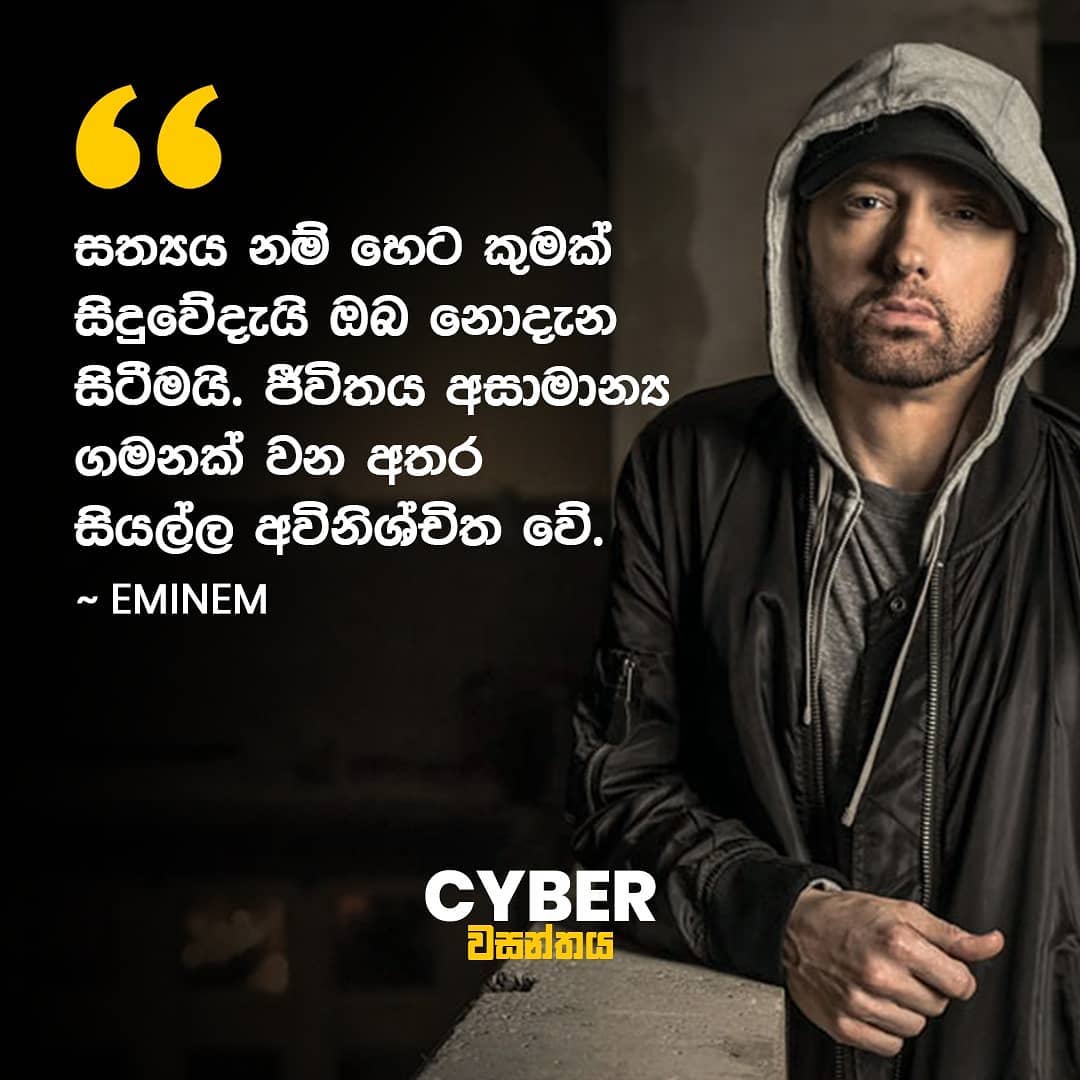 සත්‍යය නම් හෙට කුමක්
සිදුවේදැයි ඔබ නොදැන
සිටීමයි. ජීවිතය අසාමාන්‍ය
ගමනක් වන අතර
සියල්ල අවිනිශ්චිත වේ.
~ EMINEM
CYBER
වසන්තය